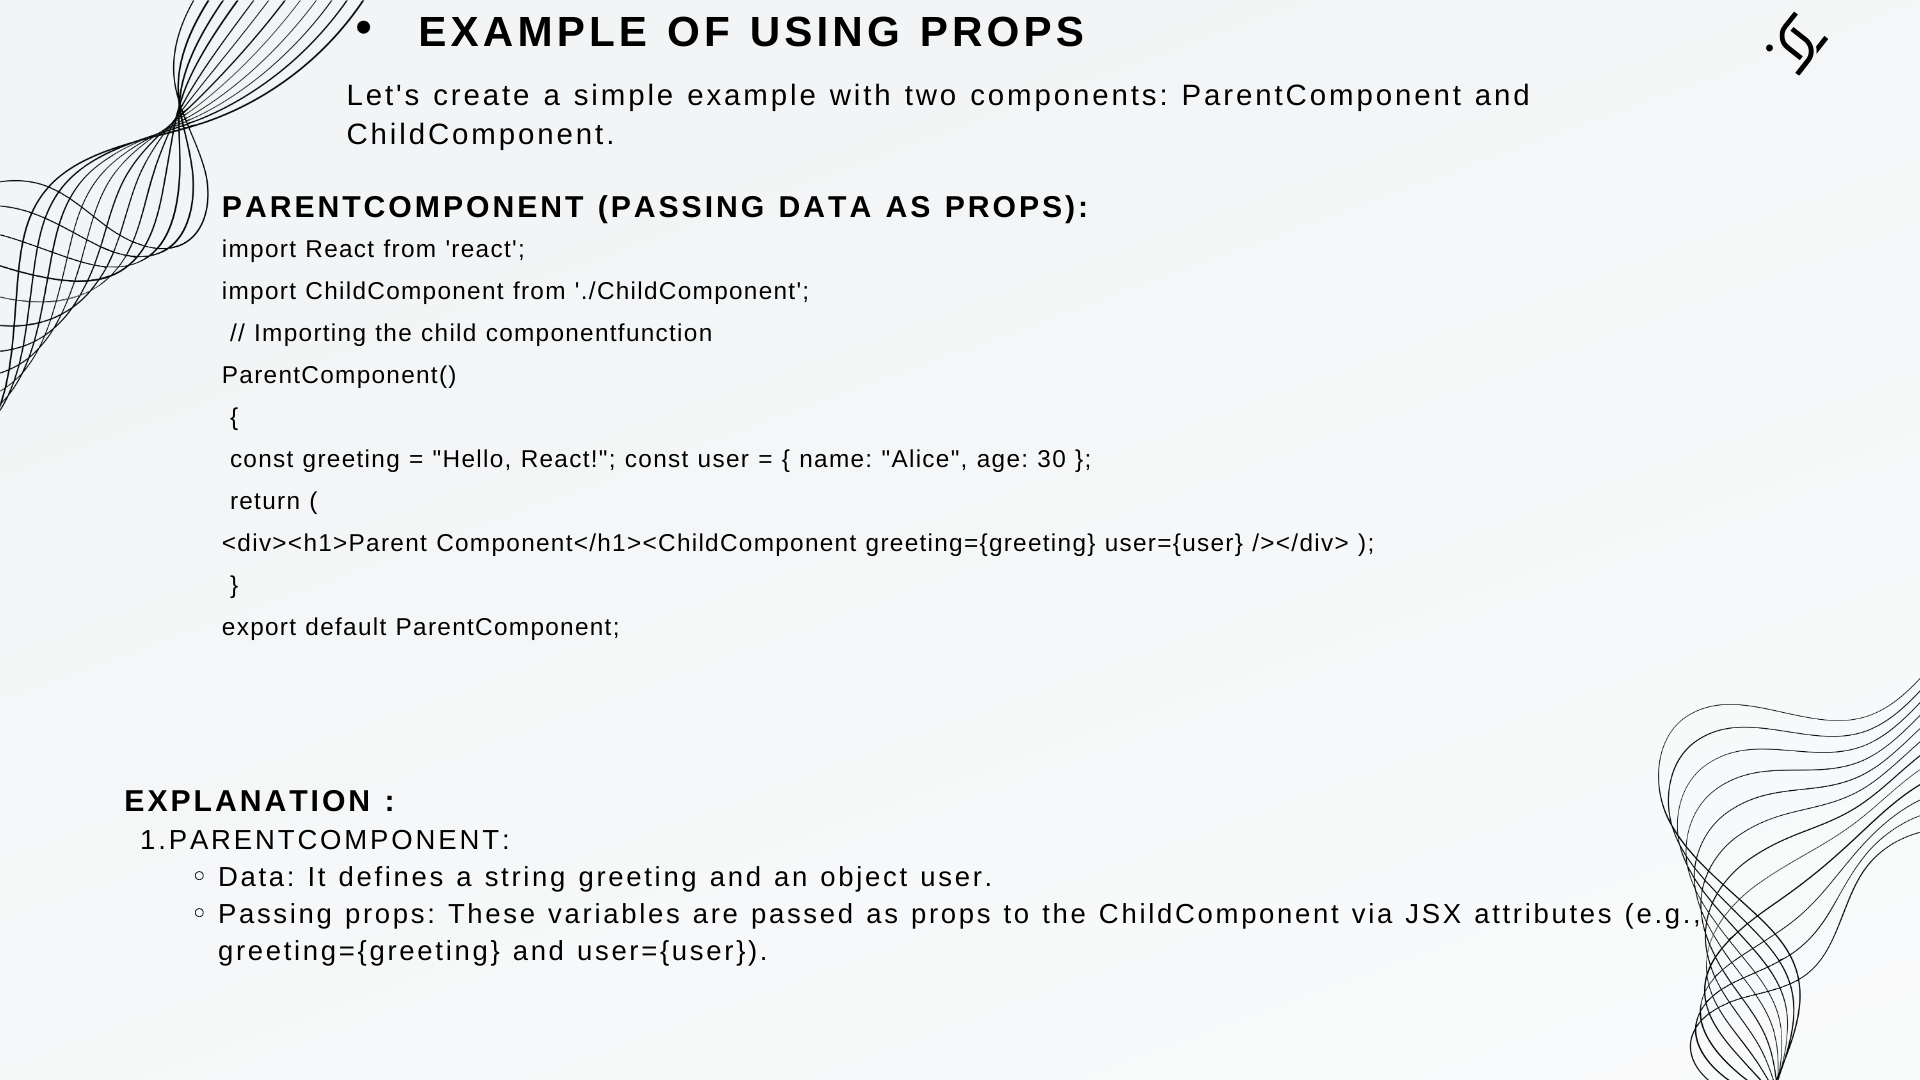 • EXAMPLE OF USING PROPS
Let's create a simple example with two components: ParentComponent and
ChildComponent.
PARENTCOMPONENT (PASSING DATA AS PROPS):
import React from 'react';
import ChildComponent from './ChildComponent';
// Importing the child componentfunction
ParentComponent()
{
const greeting = "Hello, React!"; const user = { name: "Alice", age: 30 };
return (
<div><h1>Parent Component</h1><ChildComponent greeting={greeting} user={user} /></div> );
}
export default ParentComponent;
EXPLANATION :
1.PARENTCOMPONENT:
◦ Data: It defines a string greeting and an object user.
◦ Passing props: These variables are passed as props to the ChildComponent via JSX attributes (e.g.,
greeting={greeting} and user={user}).